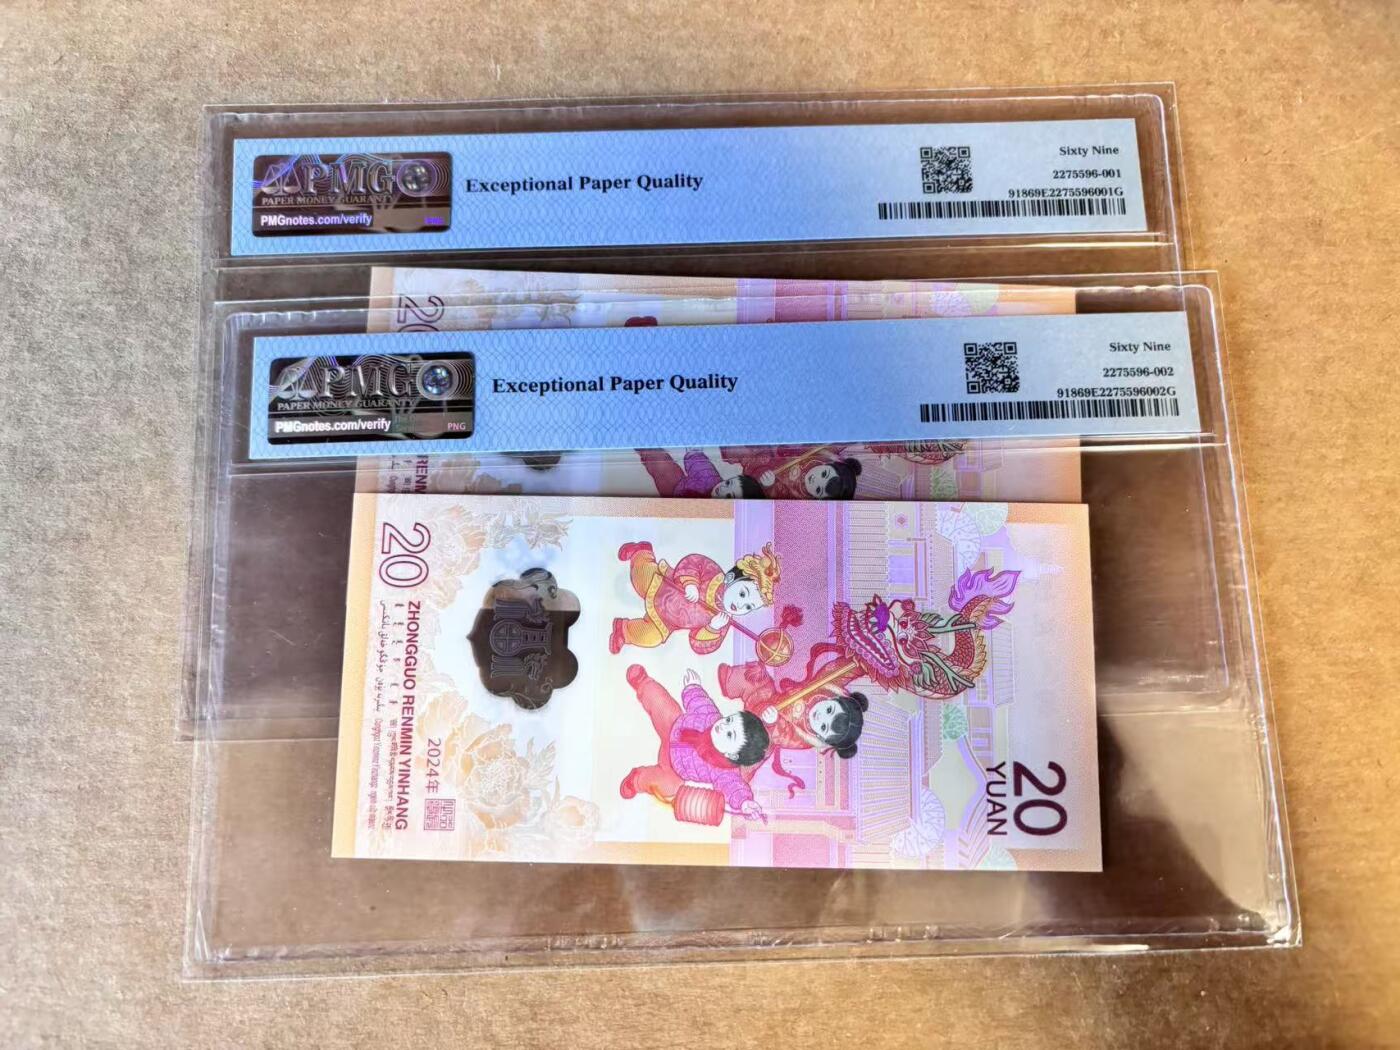 PMG
PAPER MONEY GUARANTY
PMGnotes.com/verify
Exceptional Paper Quality
Sixty Nine
2275596-001
91869E2275596001G
20
PMG
PAPER MONEY GUARANTY
PMGnotes.com/verify
PNG
Exceptional Paper Quality
Sixty Nine
2275596-002
91869E2275596002G
20
ZHONGGUO RENMIN YINHANG
2024年
20
YUAN